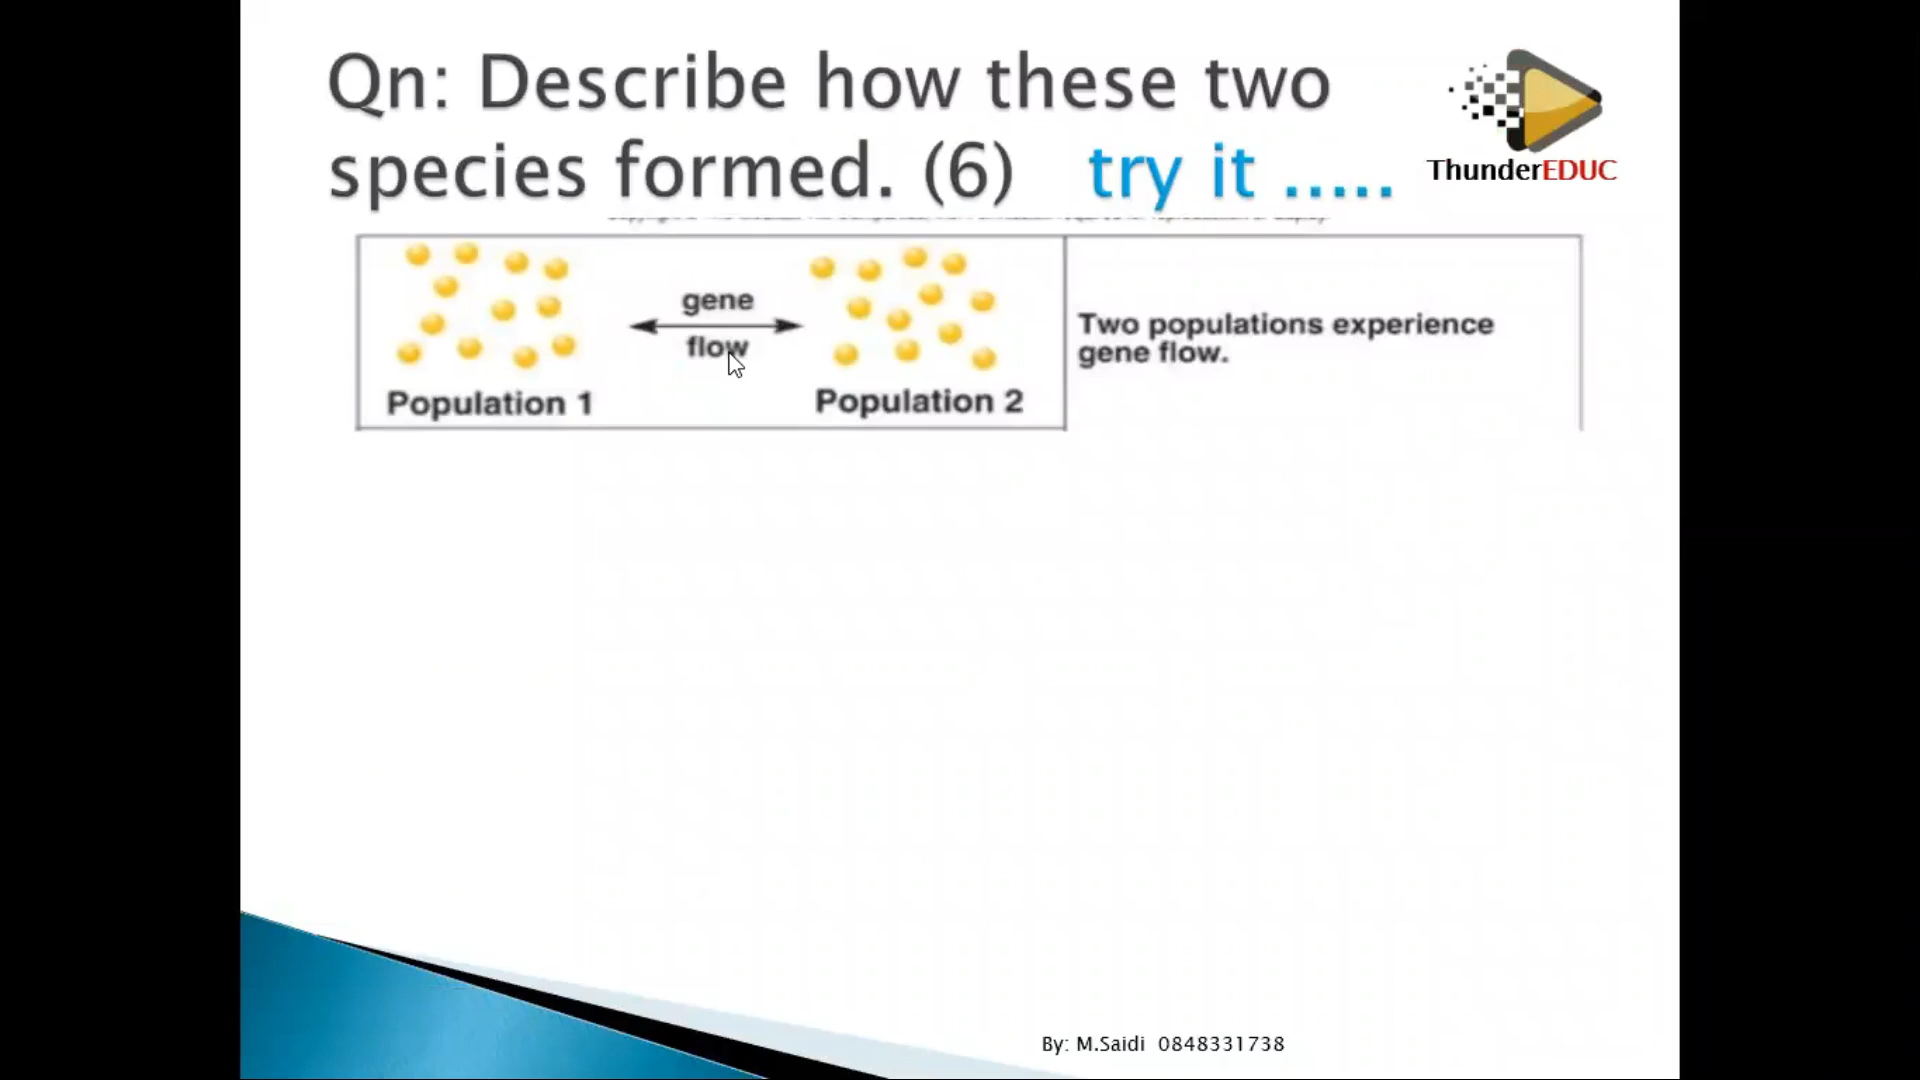 Qn: Describe how these two
species formed. (6) try it .....
ThunderEDUC
gene
flow
Population 1
Population 2
Two populations experience
gene flow.
By: M.Saidi 0848331738